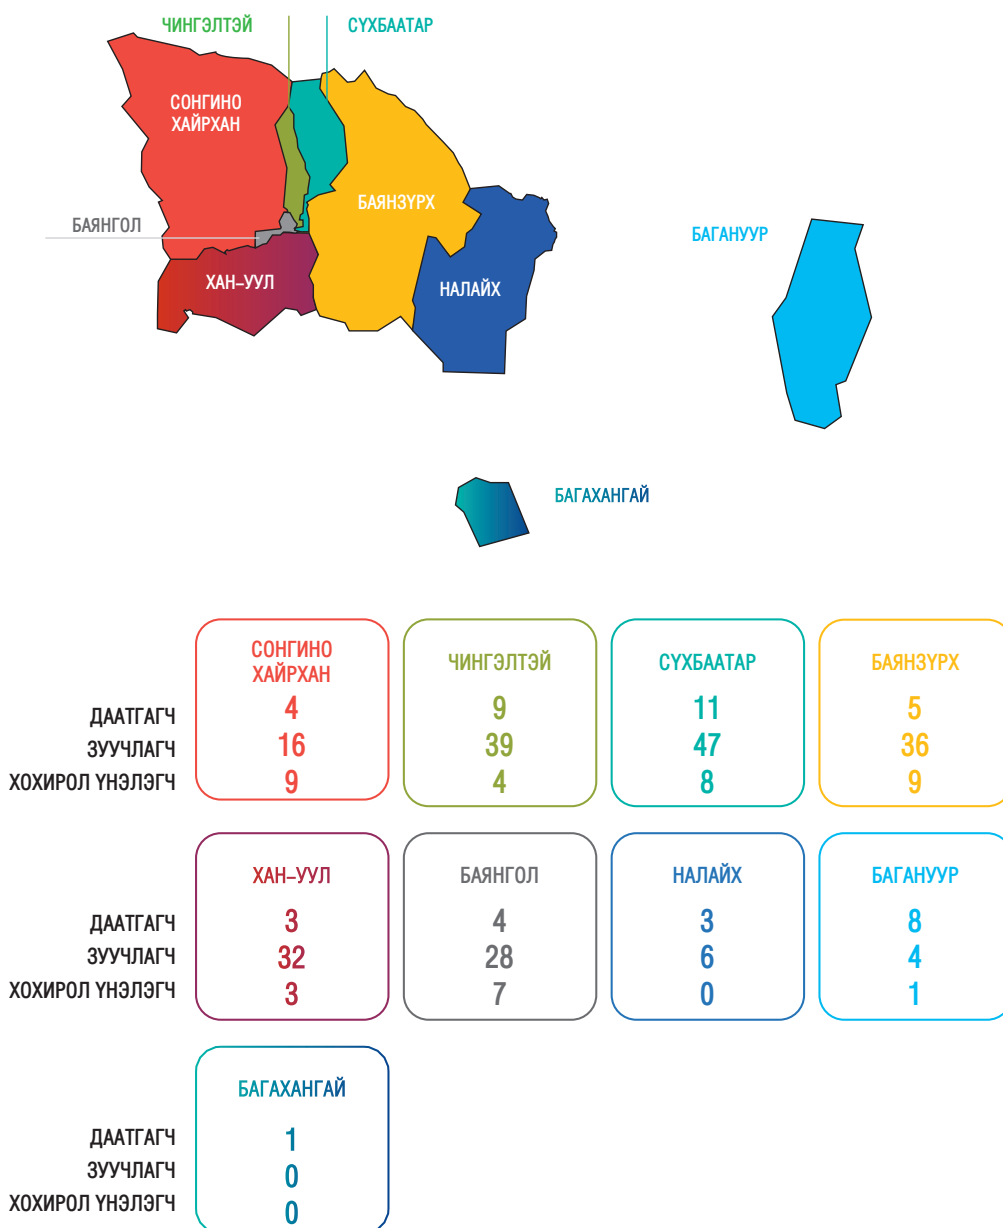 ЧИНГЭЛТЭЙ
СҮХБААТАР
СОНГИНО
ХАЙРХАН
БАЯНЗҮРХ
БАЯНГОЛ
БАГАНУУР
ХАН–УУЛ
НАЛАЙХ
БАГАХАНГАЙ
СОНГИНО
ХАЙРХАН
ЧИНГЭЛТЭЙ
СҮХБААТАР
БАЯНЗҮРХ
ДААТГАГЧ 4 9 11 5
ЗУУЧЛАГЧ 16 39 47 36
ХОХИРОЛ ҮНЭЛЭГЧ 9 4 8 9
ХАН–УУЛ
БАЯНГОЛ
НАЛАЙХ
БАГАНУУР
ДААТГАГЧ 3 4 3 8
ЗУУЧЛАГЧ 32 28 6 4
ХОХИРОЛ ҮНЭЛЭГЧ 3 7 0 1
БАГАХАНГАЙ
ДААТГАГЧ 1
ЗУУЧЛАГЧ 0
ХОХИРОЛ ҮНЭЛЭГЧ 0